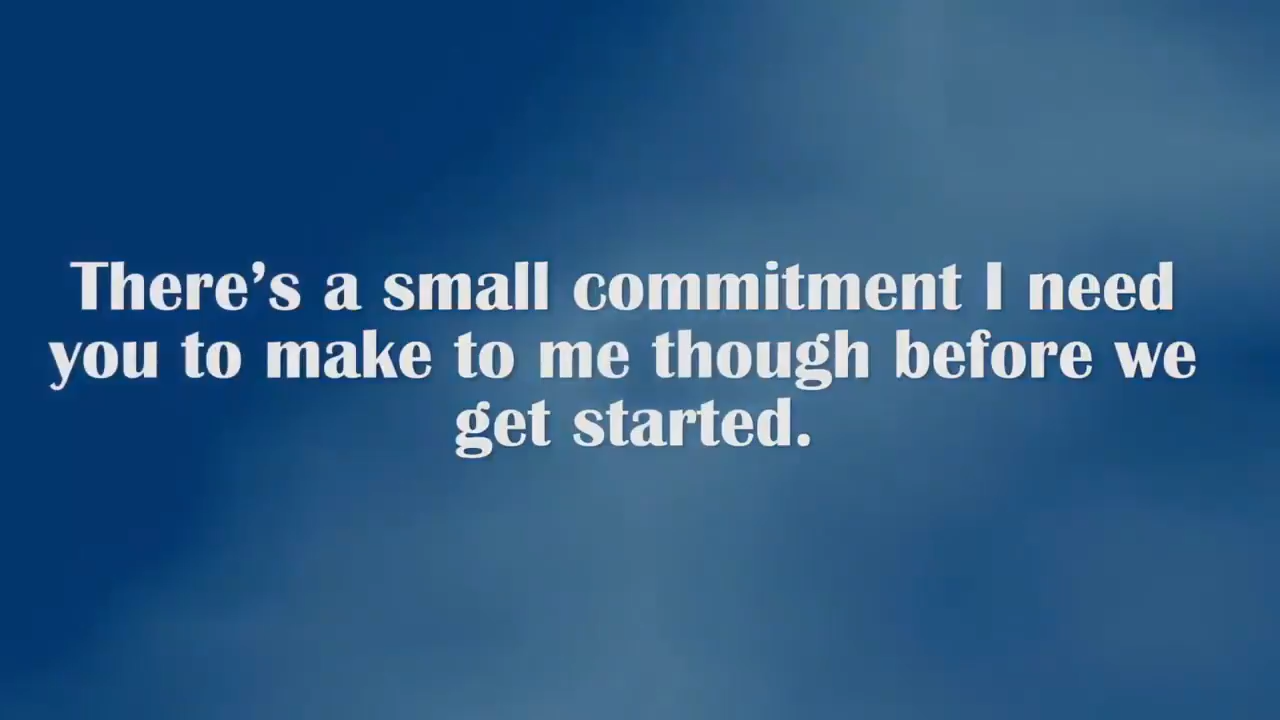 There’s a small commitment I need
you to make to me though before we
get started.